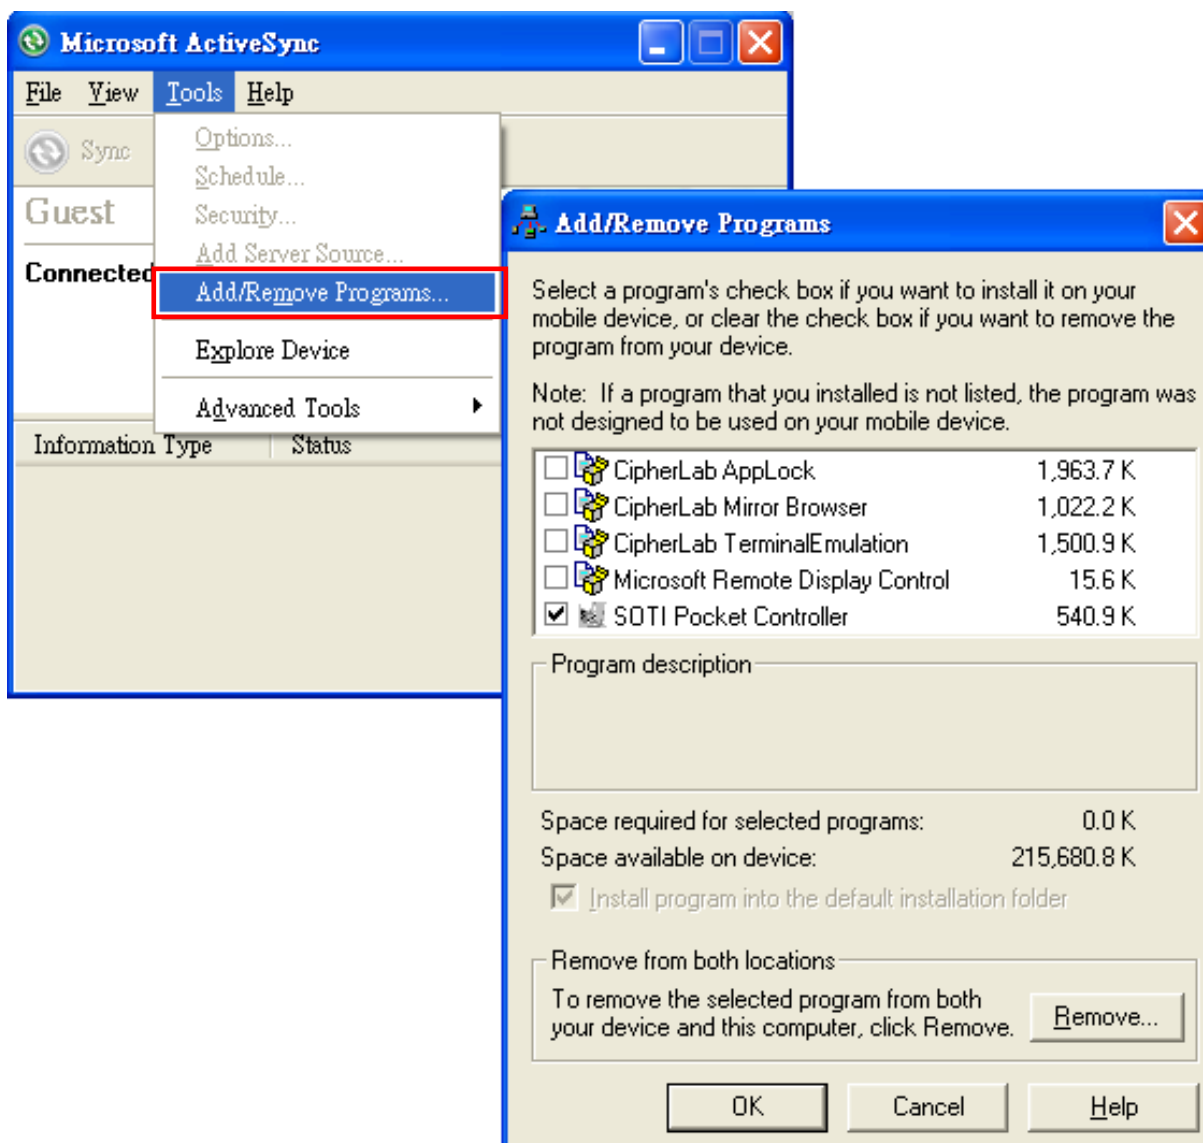 Microsoft ActiveSync
File View Tools Help
Sync
Options...
Schedule...
Security...
Add Server Source...
Add/Remove Programs...
Explore Device
Advanced Tools
Guest
Connected
Information Type Status
Add/Remove Programs
Select a program's check box if you want to install it on your
mobile device, or clear the check box if you want to remove the
program from your device.
Note: If a program that you installed is not listed, the program was
not designed to be used on your mobile device.
CipherLab AppLock 1,963.7 K
CipherLab Mirror Browser 1,022.2 K
CipherLab TerminalEmulation 1,500.9 K
Microsoft Remote Display Control 15.6 K
SOTI Pocket Controller 540.9 K
Program description
Space required for selected programs: 0.0 K
Space available on device: 215,680.8 K
Install program into the default installation folder
Remove from both locations
To remove the selected program from both
your device and this computer, click Remove.
Remove...
OK Cancel Help